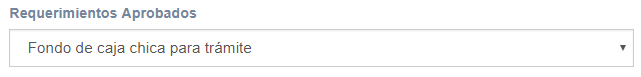 Requerimientos Aprobados
Fondo de caja chica para trámite